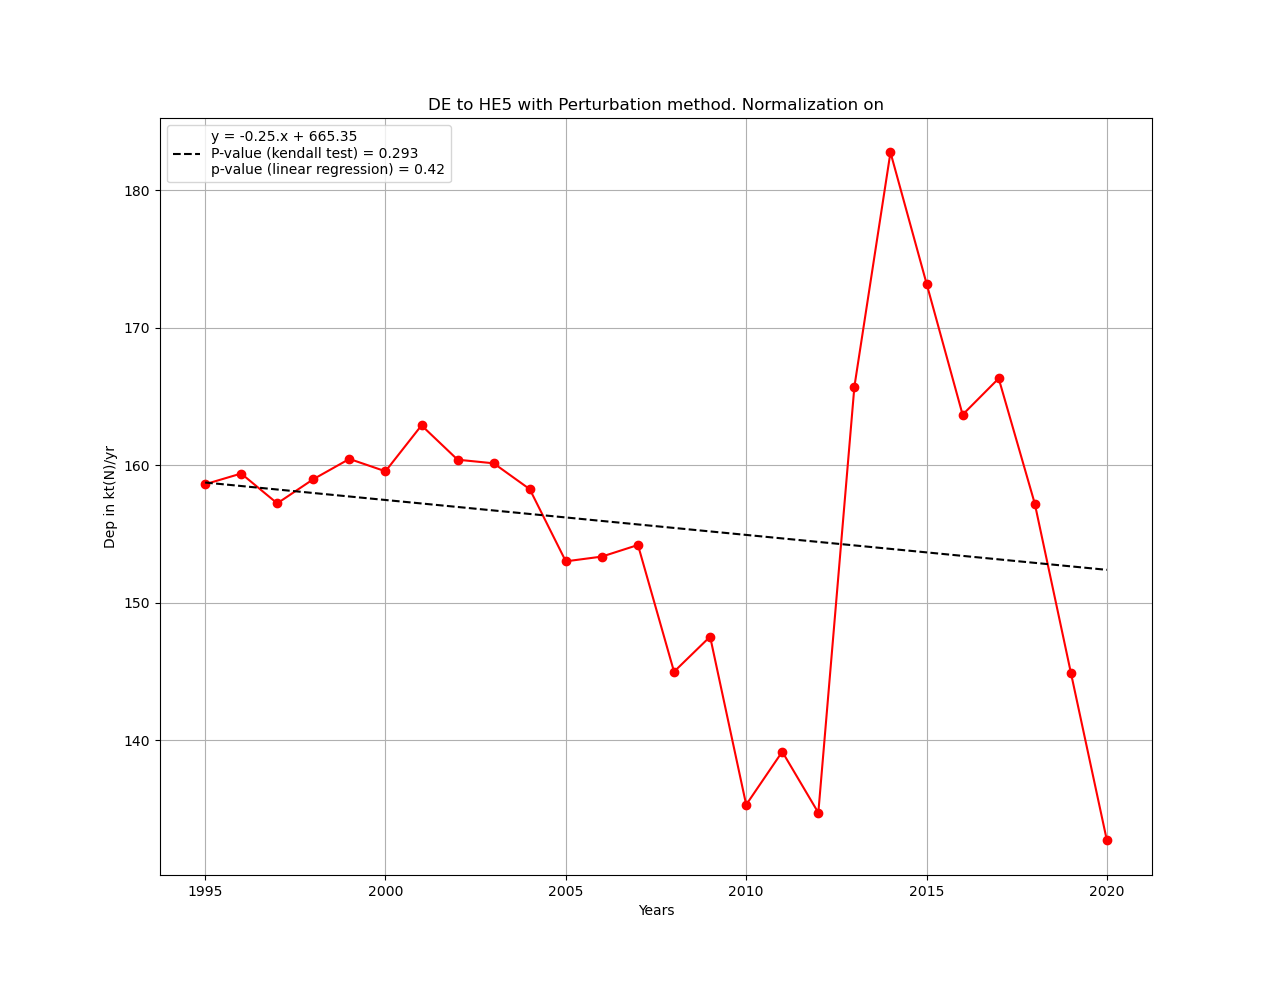 DE to HE5 with Perturbation method. Normalization on
y = -0.25.x + 665.35
P-value (kendall test) = 0.293
p-value (linear regression) = 0.42
Dep in kt(N)/yr
180
170
160
150
140
1995 2000 2005 2010 2015 2020
Years